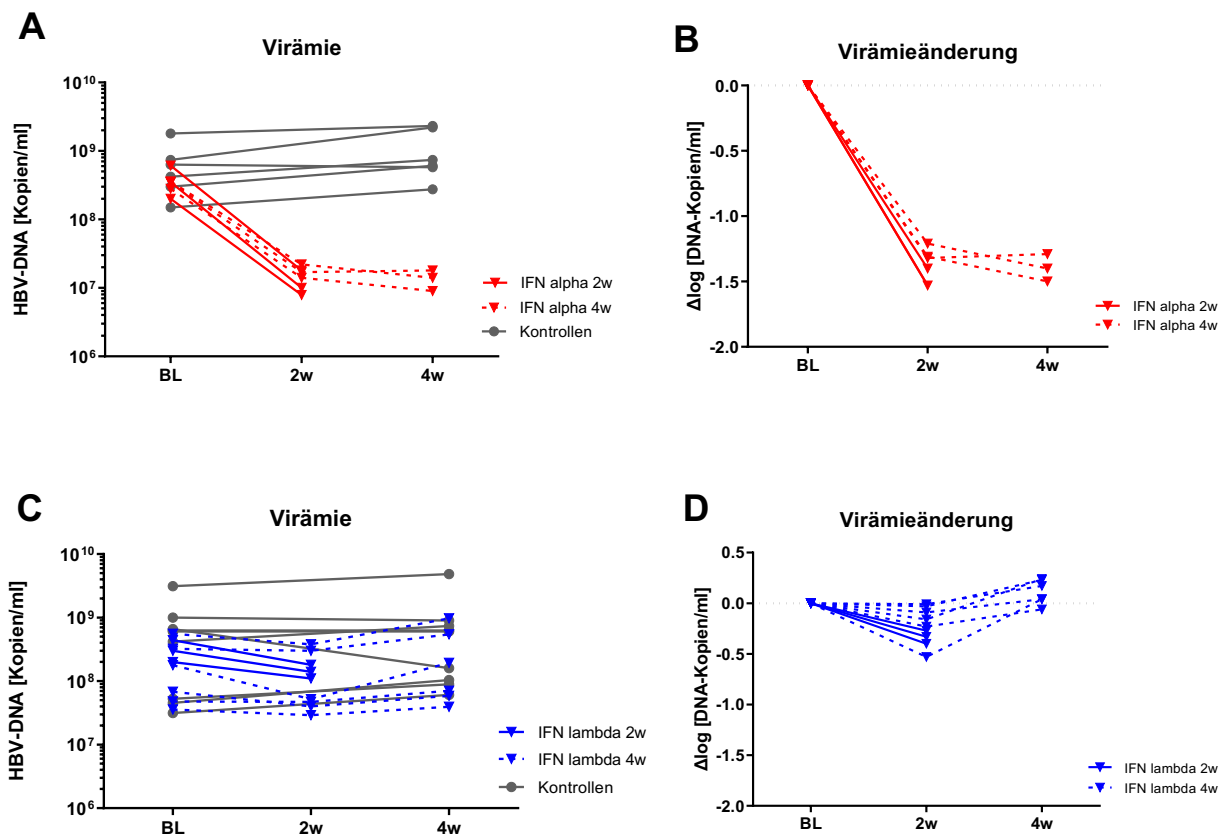 A
Virämie
HBV-DNA [Kopien/ml]
10¹⁰
10⁹
10⁸
10⁷
10⁶
BL
2w
4w
IFN alpha 2w
IFN alpha 4w
Kontrollen
B
Virämieänderung
Δlog [DNA-Kopien/ml]
0.0
-0.5
-1.0
-1.5
-2.0
BL
2w
4w
IFN alpha 2w
IFN alpha 4w
C
Virämie
HBV-DNA [Kopien/ml]
10¹⁰
10⁹
10⁸
10⁷
10⁶
BL
2w
4w
IFN lambda 2w
IFN lambda 4w
Kontrollen
D
Virämieänderung
Δlog [DNA-Kopien/ml]
0.5
0.0
-0.5
-1.0
-1.5
-2.0
BL
2w
4w
IFN lambda 2w
IFN lambda 4w